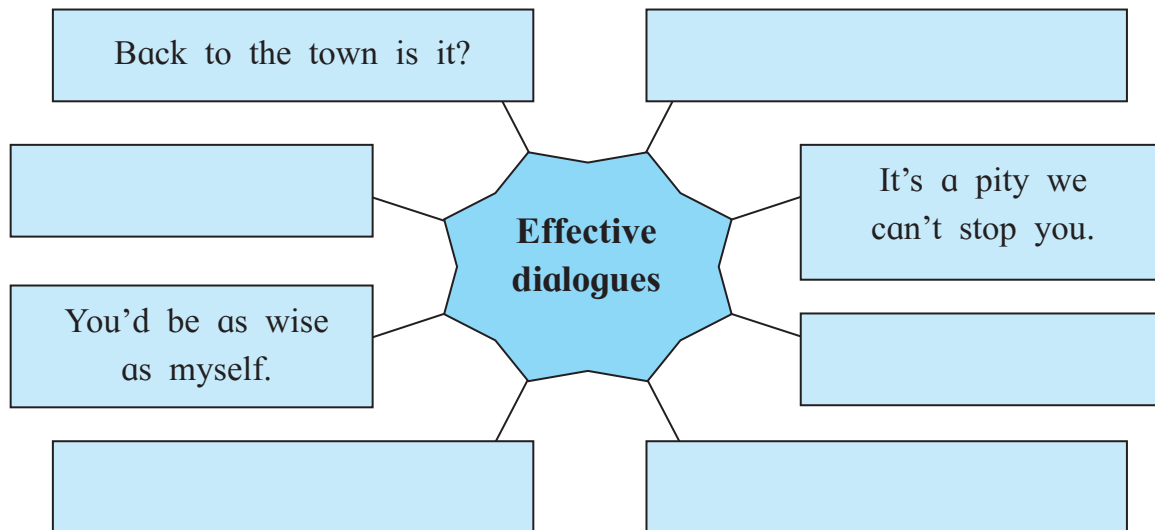 Back to the town is it?
It's a pity we
can't stop you.
Effective
dialogues
You'd be as wise
as myself.